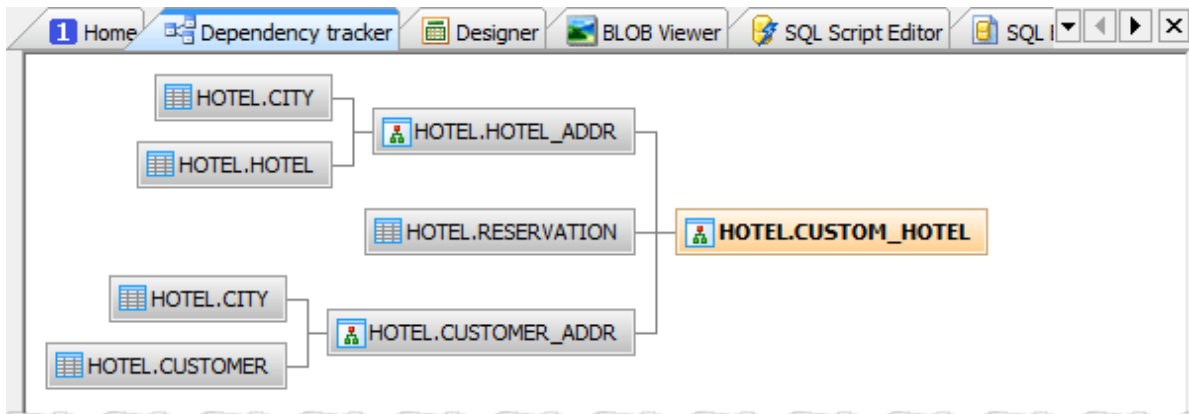 1 Home Dependency tracker Designer BLOB Viewer SQL Script Editor SQL
HOTEL.CITY
HOTEL.HOTEL_ADDR
HOTEL.HOTEL
HOTEL.RESERVATION
HOTEL.CUSTOM_HOTEL
HOTEL.CITY
HOTEL.CUSTOMER_ADDR
HOTEL.CUSTOMER